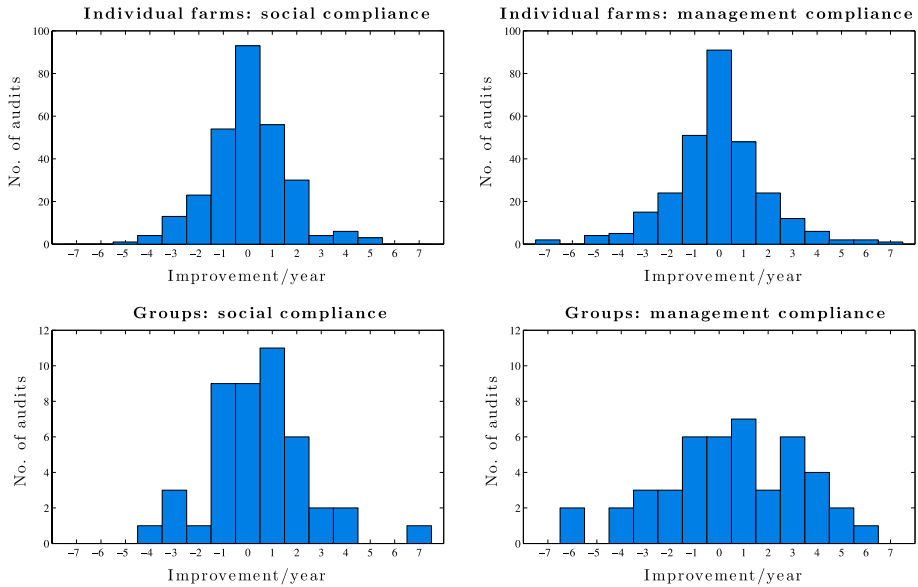 Individual farms: social compliance
No. of audits
100
80
60
40
20
0
−7 −6 −5 −4 −3 −2 −1 0 1 2 3 4 5 6 7
Improvement/year
Individual farms: management compliance
No. of audits
100
80
60
40
20
0
−7 −6 −5 −4 −3 −2 −1 0 1 2 3 4 5 6 7
Improvement/year
Groups: social compliance
No. of audits
12
10
8
6
4
2
0
−7 −6 −5 −4 −3 −2 −1 0 1 2 3 4 5 6 7
Improvement/year
Groups: management compliance
No. of audits
12
10
8
6
4
2
0
−7 −6 −5 −4 −3 −2 −1 0 1 2 3 4 5 6 7
Improvement/year